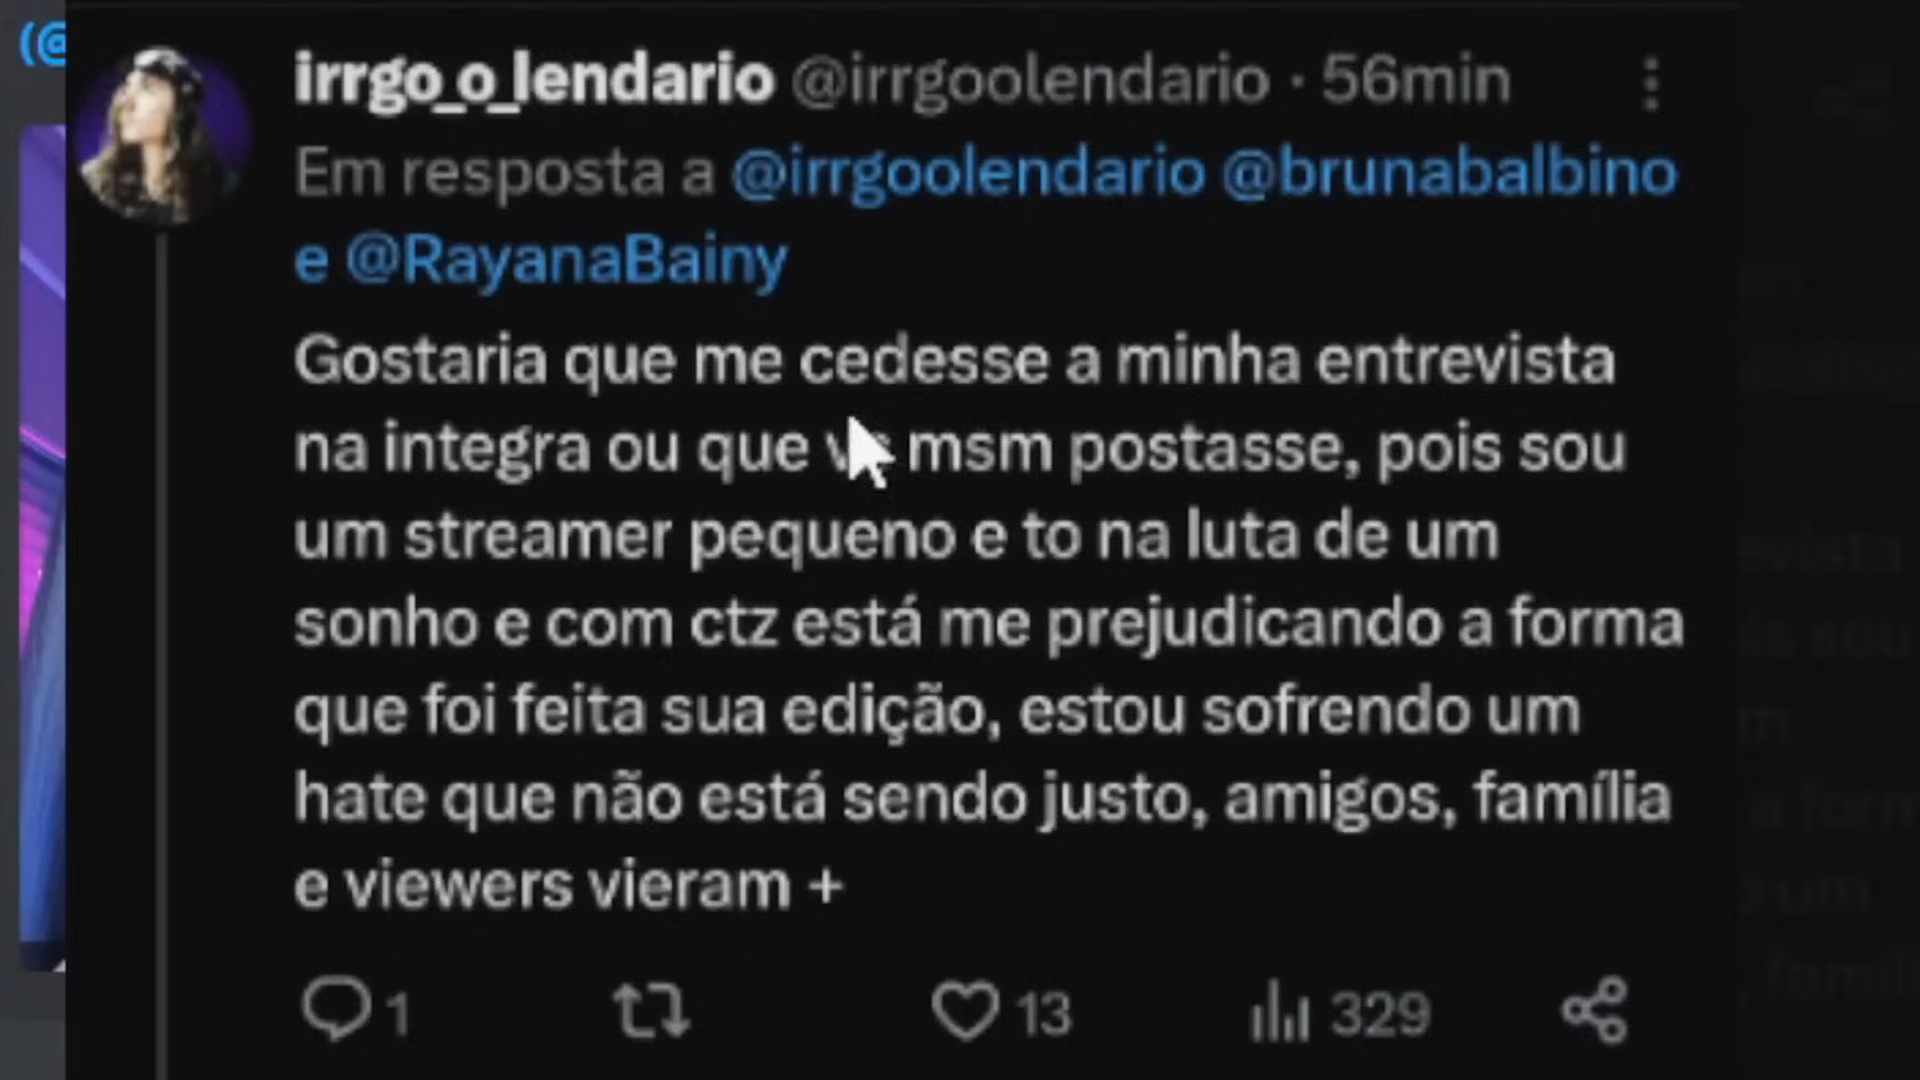 (@
irrgo_o_lendario @irrgoolendario · 56min
Em resposta a @irrgoolendario @brunabalbino
e @RayanaBainy
Gostaria que me cedesse a minha entrevista
na integra ou que msm postasse, pois sou
um streamer pequeno e to na luta de um
sonho e com ctz está me prejudicando a forma
que foi feita sua edição, estou sofrendo um
hate que não está sendo justo, amigos, família
e viewers vieram +
1 13 329